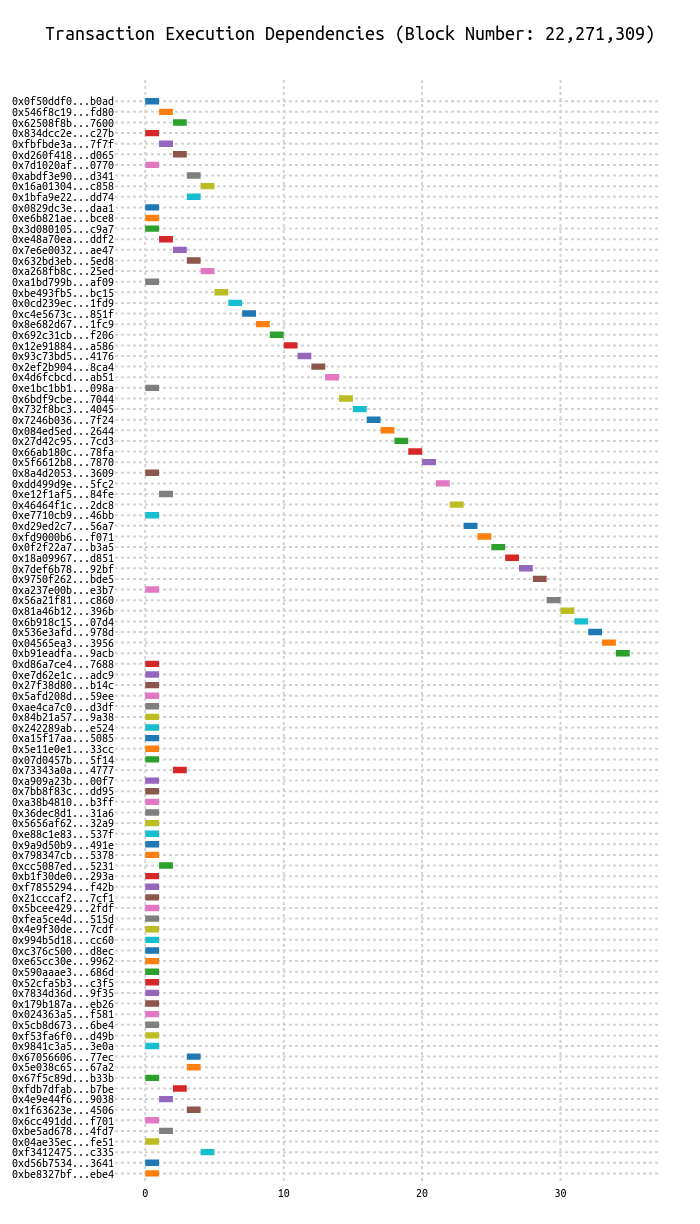 Transaction Execution Dependencies (Block Number: 22,271,309)
0x0f50ddf0...b0ad
0x546f8c19...fd80
0x62508f8b...7600
0x834dcc2e...c27b
0xfbfbde3a...7f7f
0xd260f418...d065
0x7d1020af...0770
0xabdf3e90...d341
0x16a01304...c858
0x1bfa9e22...dd74
0x0829dc3e...daa1
0xe6b821ae...bce8
0x3d080105...c9a7
0xe48a70ea...ddf2
0x7e6e0032...ae47
0x632bd3eb...5ed8
0xa268fb8c...25ed
0xa1bd799b...af09
0xbe493fb5...bc15
0x0cd239ec...1fd9
0xc4e5673c...851f
0x8e682d67...1fc9
0x692c31cb...f206
0x12e91884...a586
0x93c73bd5...4176
0x2ef2b904...8ca4
0x4d6fcbcd...ab51
0xe1bc1bb1...098a
0x6bdf9cbe...7044
0x732f8bc3...4045
0x7246b036...7f24
0x084ed5ed...2644
0x27d42c95...7cd3
0x66ab180c...78fa
0x5f6612b8...7870
0x8a4d2053...3609
0xdd499d9e...5fc2
0xe12f1af5...84fe
0x46464f1c...2dc8
0xe7710cb9...46bb
0xd29ed2c7...56a7
0xfd9000b6...f071
0x0f2f22a7...b3a5
0x18a09967...d851
0x7def6b78...92bf
0x9750f262...bde5
0xa237e00b...e3b7
0x56a21f81...c860
0x81a46b12...396b
0x6b918c15...07d4
0x536e3afd...978d
0x04565ea3...3956
0xb91eadfa...9acb
0xd86a7ce4...7688
0xe7d62e1c...adc9
0x27f38d80...b14c
0x5afd208d...59ee
0xae4ca7c0...d3df
0x84b21a57...9a38
0x242289ab...e524
0xa15f17aa...5085
0x5e11e0e1...33cc
0x07d0457b...5f14
0x73343a0a...4777
0xa909a23b...00f7
0x7bb8f83c...dd95
0xa38b4810...b3ff
0x36dec8d1...31a6
0x5656af62...32a9
0xe88c1e83...537f
0x9a9d50b9...491e
0x798347cb...5378
0xcc5087ed...5231
0xb1f30de0...293a
0xf7855294...f42b
0x21cccaf2...7cf1
0x5bcee429...2fdf
0xfea5ce4d...515d
0x4e9f30de...7cdf
0x994b5d18...cc60
0xc376c500...d8ec
0xe65cc30e...9962
0x590aaae3...686d
0x52cfa5b3...c3f5
0x7834d36d...9f35
0x179b187a...eb26
0x024363a5...f581
0x5cb8d673...6be4
0xf53fa6f0...d49b
0x9841c3a5...3e0a
0x67056606...77ec
0x5e038c65...67a2
0x67f5c89d...b33b
0xfdb7dfab...b7be
0x4e9e44f6...9038
0x1f63623e...4506
0x6cc491dd...f701
0xbe5ad678...4fd7
0x04ae35ec...fe51
0xf3412475...c335
0xd56b7534...3641
0xbe8327bf...ebe4
0 10 20 30